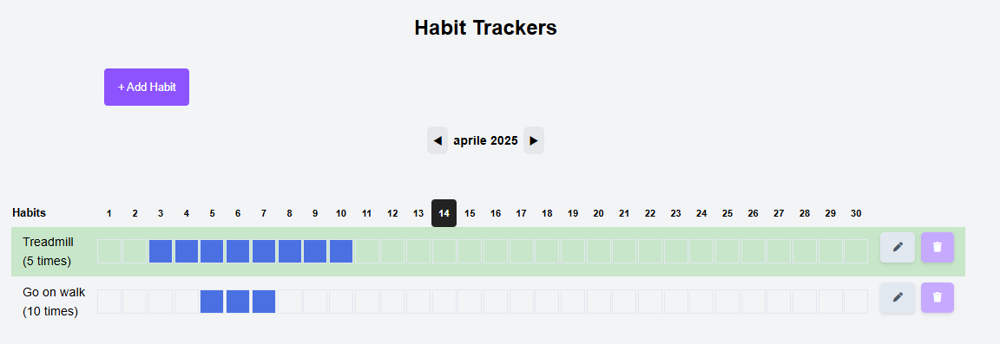 Habit Trackers
+ Add Habit
◀ aprile 2025 ▶
Habits 1 2 3 4 5 6 7 8 9 10 11 12 13 14 15 16 17 18 19 20 21 22 23 24 25 26 27 28 29 30
Treadmill
(5 times)
Go on walk
(10 times)